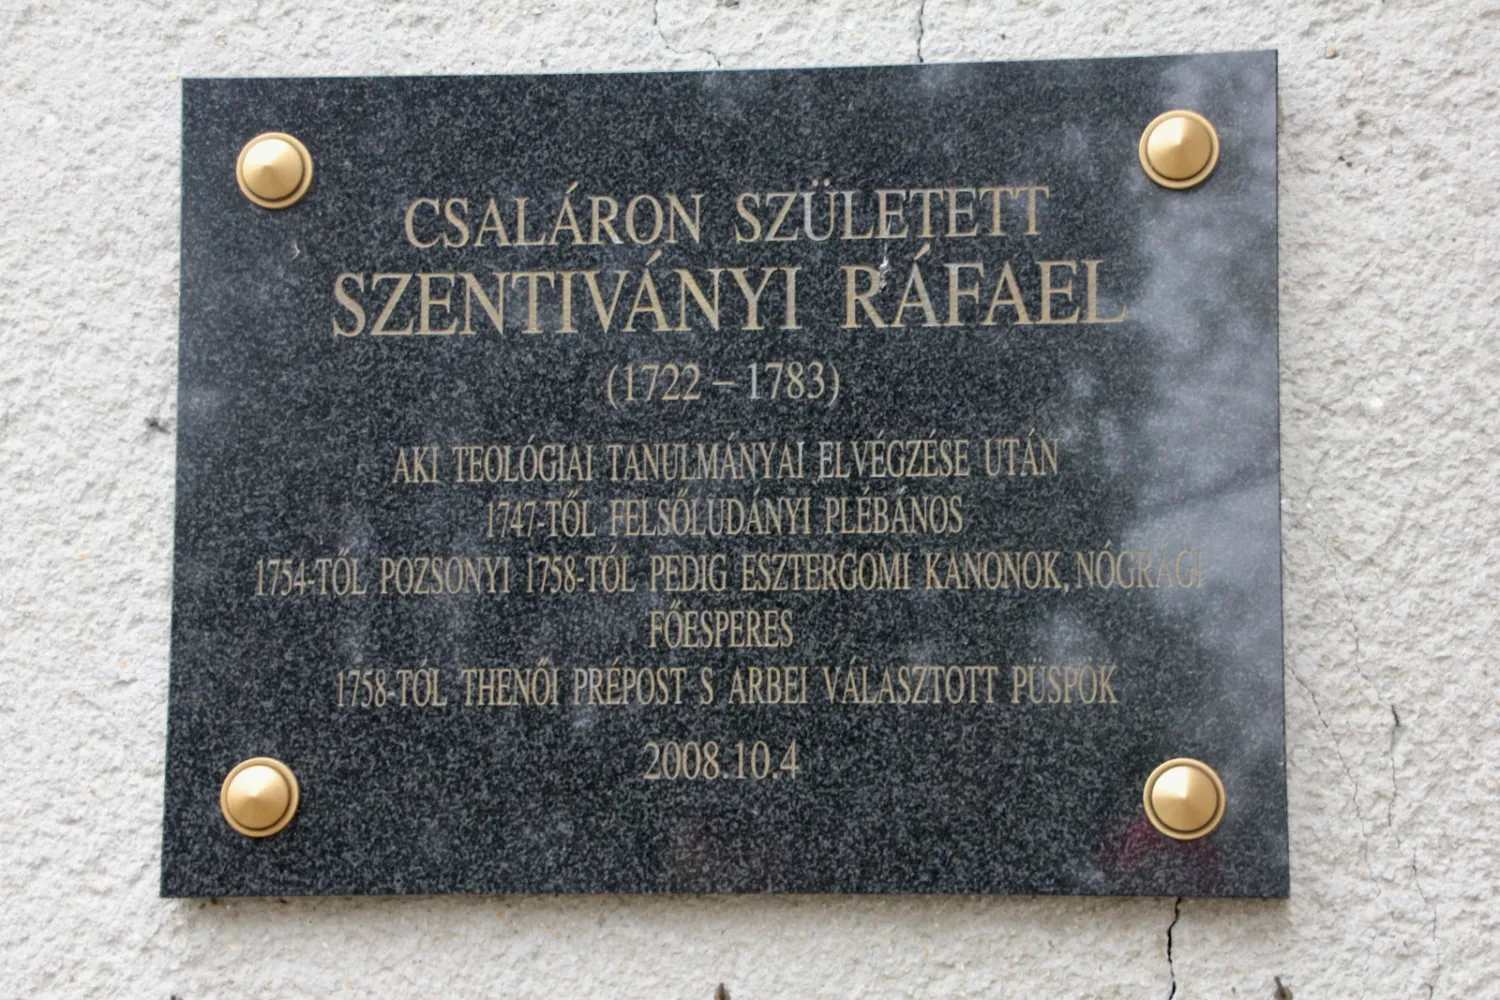 CSALÁRON SZÜLETETT
SZENTIVÁNYI RÁFAEL
(1722 – 1783)
AKI TEOLÓGIAI TANULMÁNYAI ELVÉGZÉSE UTÁN
1747-TŐL FELSŐLUDÁNYI PLÉBÁNOS
1754-TŐL POZSONYI 1758-TÓL PEDIG ESZTERGOMI KANONOK, NÓGRÁGI
FŐESPERES
1758-TÓL THENŐI PRÉPOST S ARBEI VÁLASZTOTT PÜSPÖK
2008.10.4